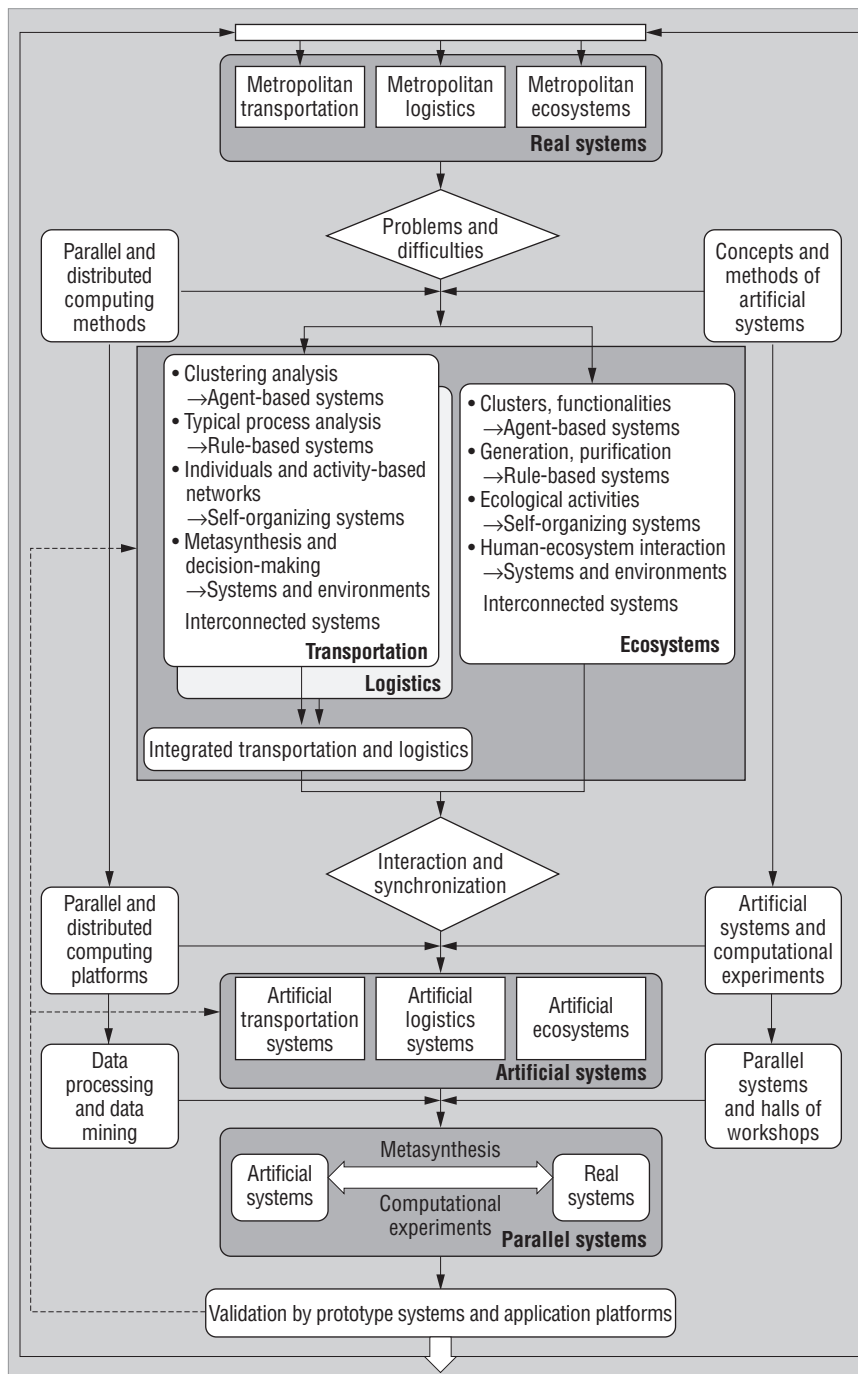 Metropolitan
transportation
Metropolitan
logistics
Metropolitan
ecosystems
Real systems
Problems and
difficulties
Parallel and
distributed
computing
methods
Concepts and
methods of
artificial
systems
• Clustering analysis
→Agent-based systems
• Typical process analysis
→Rule-based systems
• Individuals and activity-based
networks
→Self-organizing systems
• Metasynthesis and
decision-making
→Systems and environments
Interconnected systems
Transportation
Logistics
• Clusters, functionalities
→Agent-based systems
• Generation, purification
→Rule-based systems
• Ecological activities
→Self-organizing systems
• Human-ecosystem interaction
→Systems and environments
Interconnected systems
Ecosystems
Integrated transportation and logistics
Interaction and
synchronization
Parallel and
distributed
computing
platforms
Artificial
systems and
computational
experiments
Artificial
transportation
systems
Artificial
logistics
systems
Artificial
ecosystems
Artificial systems
Data
processing
and data
mining
Parallel
systems
and halls of
workshops
Metasynthesis
Artificial
systems
Real
systems
Computational
experiments
Parallel systems
Validation by prototype systems and application platforms